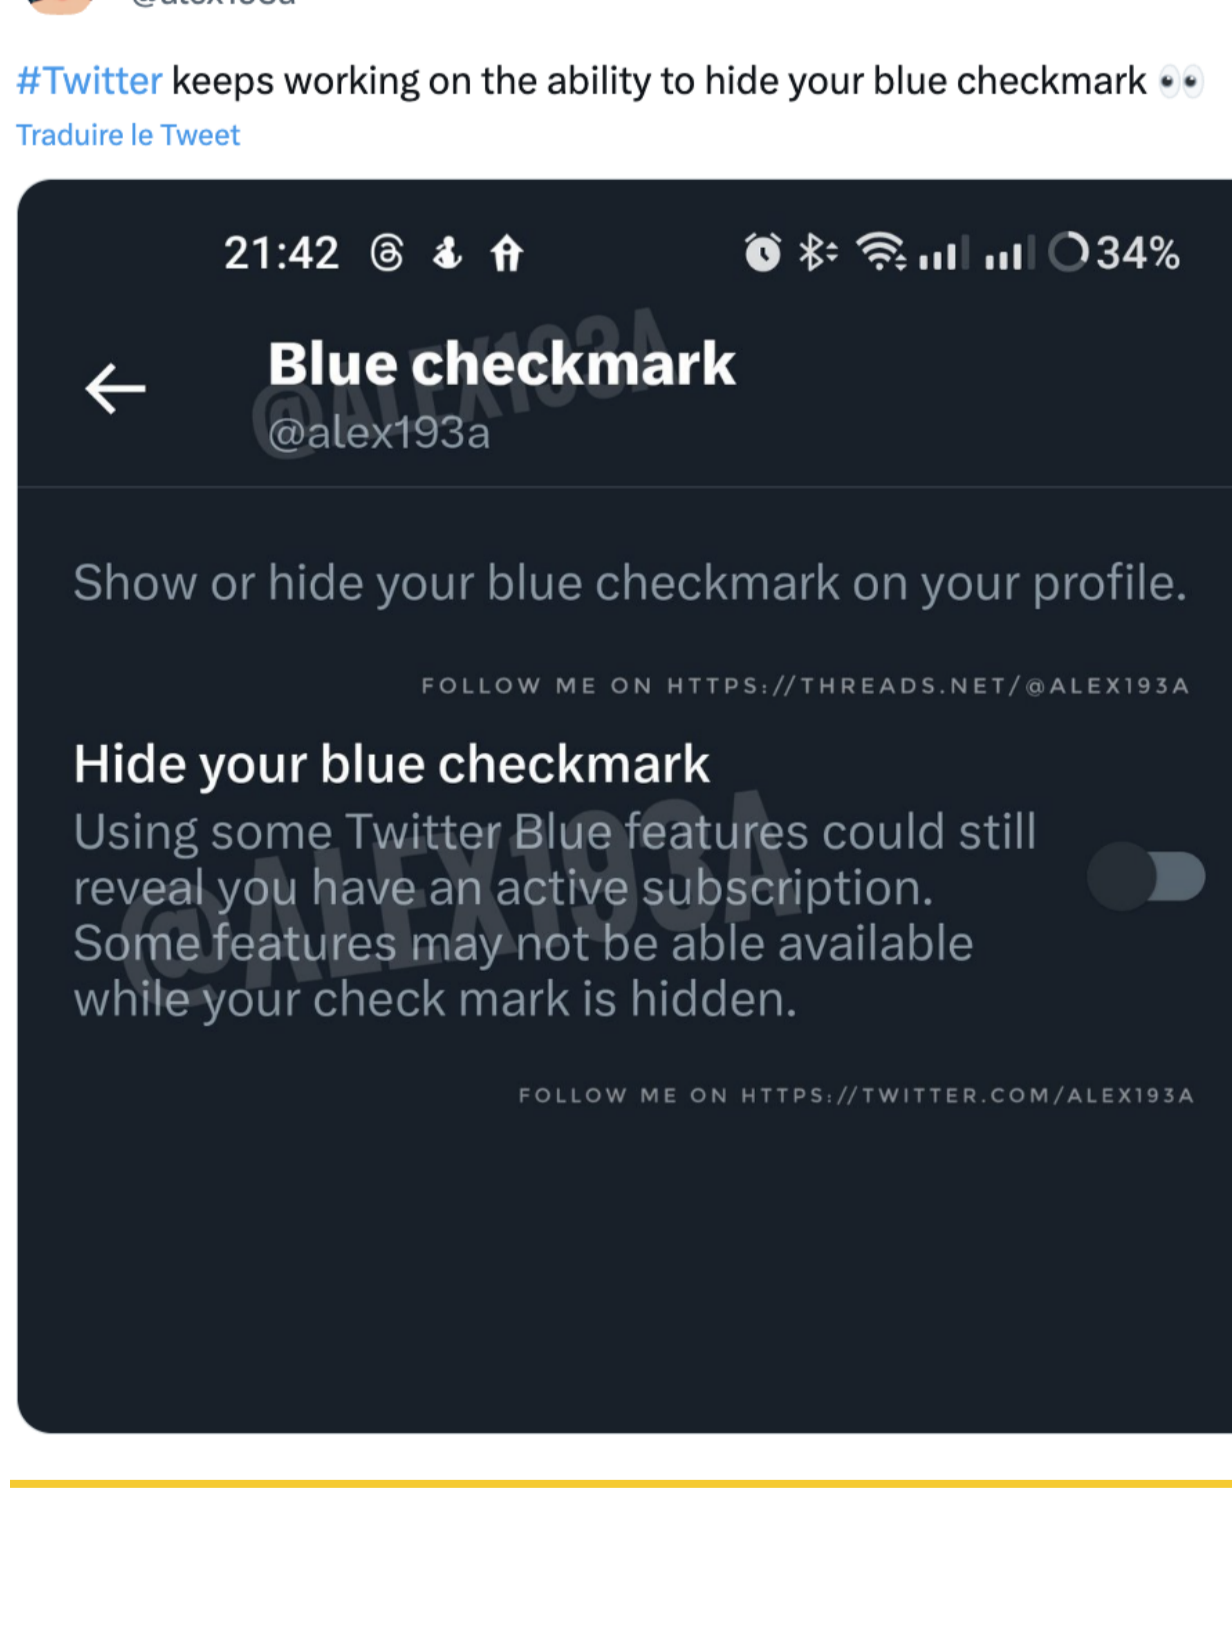 #Twitter keeps working on the ability to hide your blue checkmark 👀
Traduire le Tweet
21:42 34%
@ALEX193A
Blue checkmark
@alex193a
Show or hide your blue checkmark on your profile.
FOLLOW ME ON HTTPS://THREADS.NET/@ALEX193A
Hide your blue checkmark
@ALEX193A
Using some Twitter Blue features could still
reveal you have an active subscription.
Some features may not be able available
while your check mark is hidden.
FOLLOW ME ON HTTPS://TWITTER.COM/ALEX193A